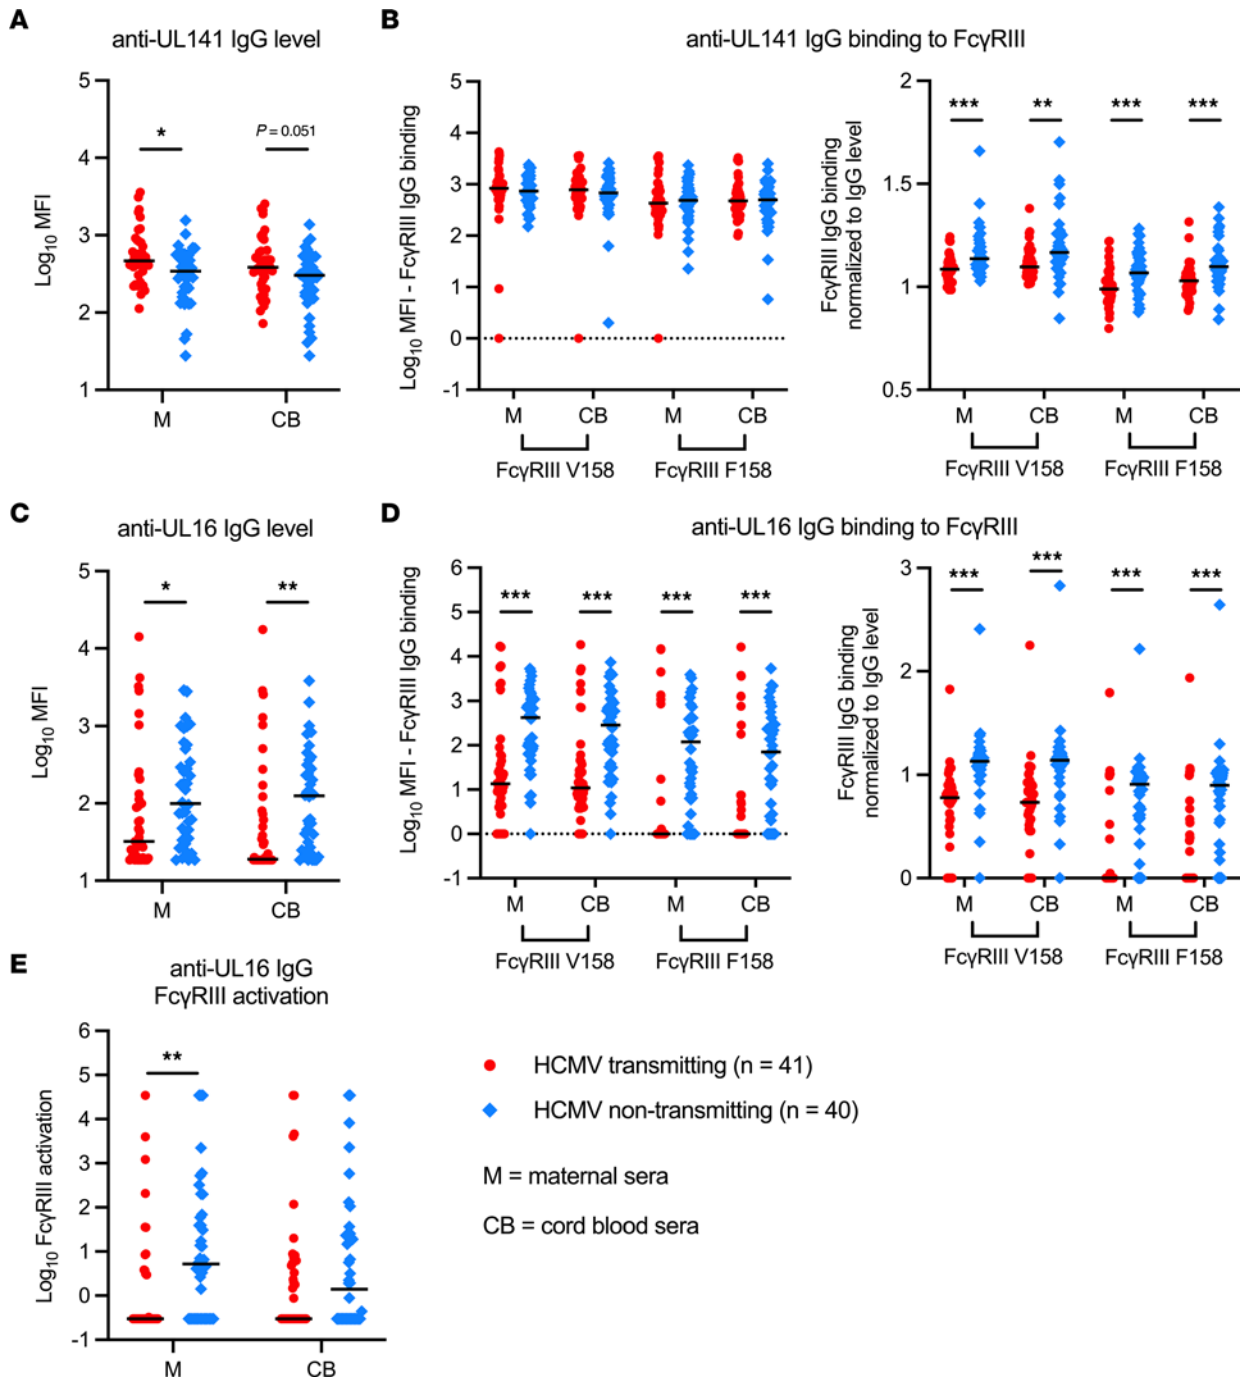 A
anti-UL141 IgG level
Log10 MFI
5
4
3
2
1
*
P = 0.051
M
CB
B
anti-UL141 IgG binding to FcγRIII
Log10 MFI - FcγRIII IgG binding
5
4
3
2
1
0
-1
M
CB
M
CB
FcγRIII V158
FcγRIII F158
FcγRIII IgG binding
normalized to IgG level
2
1.5
1
0.5
***
**
***
***
M
CB
M
CB
FcγRIII V158
FcγRIII F158
C
anti-UL16 IgG level
Log10 MFI
5
4
3
2
1
*
**
M
CB
D
anti-UL16 IgG binding to FcγRIII
Log10 MFI - FcγRIII IgG binding
6
5
4
3
2
1
0
-1
***
***
***
***
M
CB
M
CB
FcγRIII V158
FcγRIII F158
FcγRIII IgG binding
normalized to IgG level
3
2
1
0
***
***
***
***
M
CB
M
CB
FcγRIII V158
FcγRIII F158
E
anti-UL16 IgG
FcγRIII activation
Log10 FcγRIII activation
6
5
4
3
2
1
0
-1
**
M
CB
HCMV transmitting (n = 41)
HCMV non-transmitting (n = 40)
M = maternal sera
CB = cord blood sera